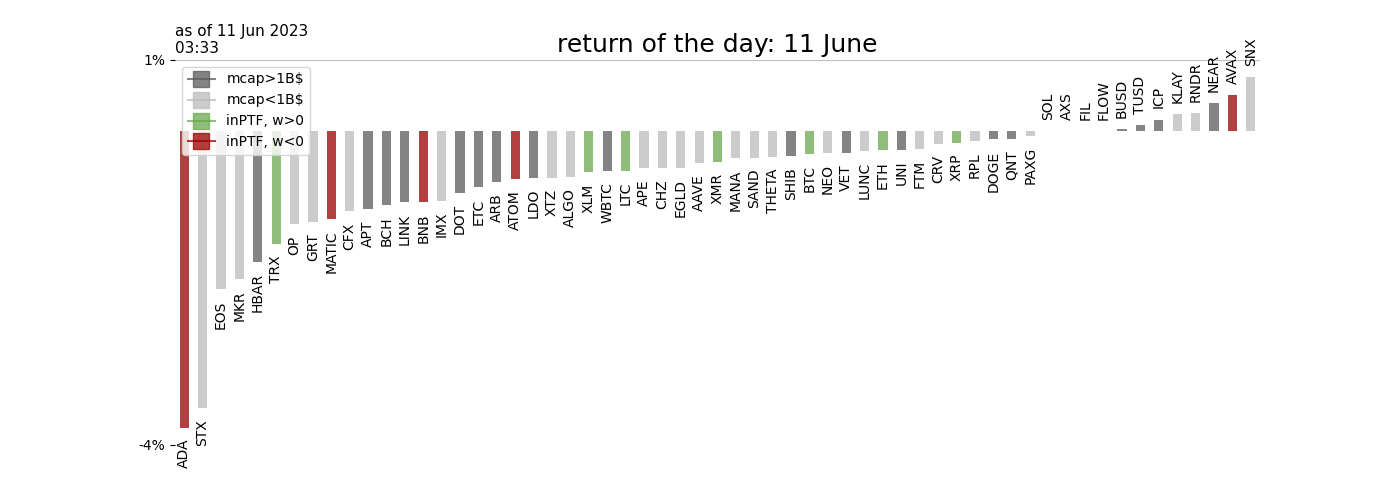 as of 11 Jun 2023
03:33
return of the day: 11 June
1%
mcap>1B$
mcap<1B$
inPTF, w>0
inPTF, w<0
-4%
ADA
STX
EOS
MKR
HBAR
TRX
OP
GRT
MATIC
CFX
APT
BCH
LINK
BNB
IMX
DOT
ETC
ARB
ATOM
LDO
XTZ
ALGO
XLM
WBTC
LTC
APE
CHZ
EGLD
AAVE
XMR
MANA
SAND
THETA
SHIB
BTC
NEO
VET
LUNC
ETH
UNI
FTM
CRV
XRP
RPL
DOGE
QNT
PAXG
SOL
AXS
FIL
FLOW
BUSD
TUSD
ICP
KLAY
RNDR
NEAR
AVAX
SNX